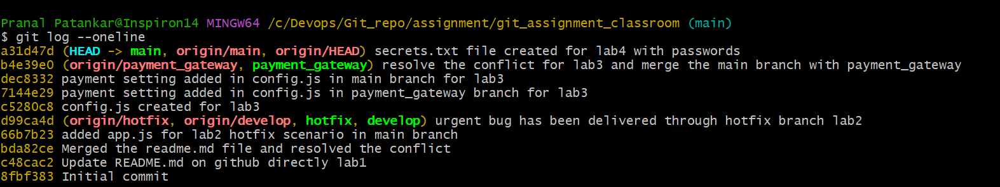 Pranal Patankar@Inspiron14 MINGW64 /c/Devops/Git_repo/assignment/git_assignment_classroom (main)
$ git log --oneline
a31d47d (HEAD -> main, origin/main, origin/HEAD) secrets.txt file created for lab4 with passwords
b4e39e0 (origin/payment_gateway, payment_gateway) resolve the conflict for lab3 and merge the main branch with payment_gateway
dec8332 payment setting added in config.js in main branch for lab3
7144e29 payment setting added in config.js in payment_gateway branch for lab3
c5280c8 config.js created for lab3
d99ca4d (origin/hotfix, origin/develop, hotfix, develop) urgent bug has been delivered through hotfix branch lab2
66b7b23 added app.js for lab2 hotfix scenario in main branch
bda82ce Merged the readme.md file and resolved the conflict
c48cac2 Update README.md on github directly lab1
8fbf383 Initial commit